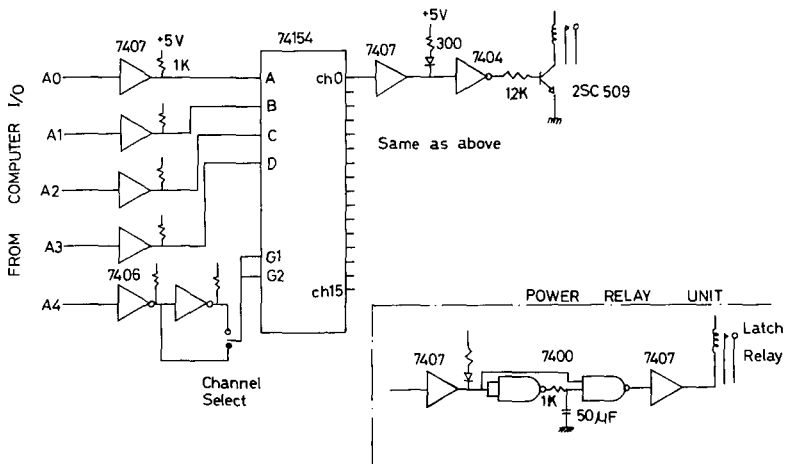 FROM COMPUTER I/O
A0
A1
A2
A3
A4
7407
+5V
1K
7406
Channel
Select
74154
A
B
C
D
G1
G2
ch0
ch15
7407
+5V
300
7404
12K
2SC 509
Same as above
POWER RELAY UNIT
7407
7400
1K
50μF
7407
Latch
Relay